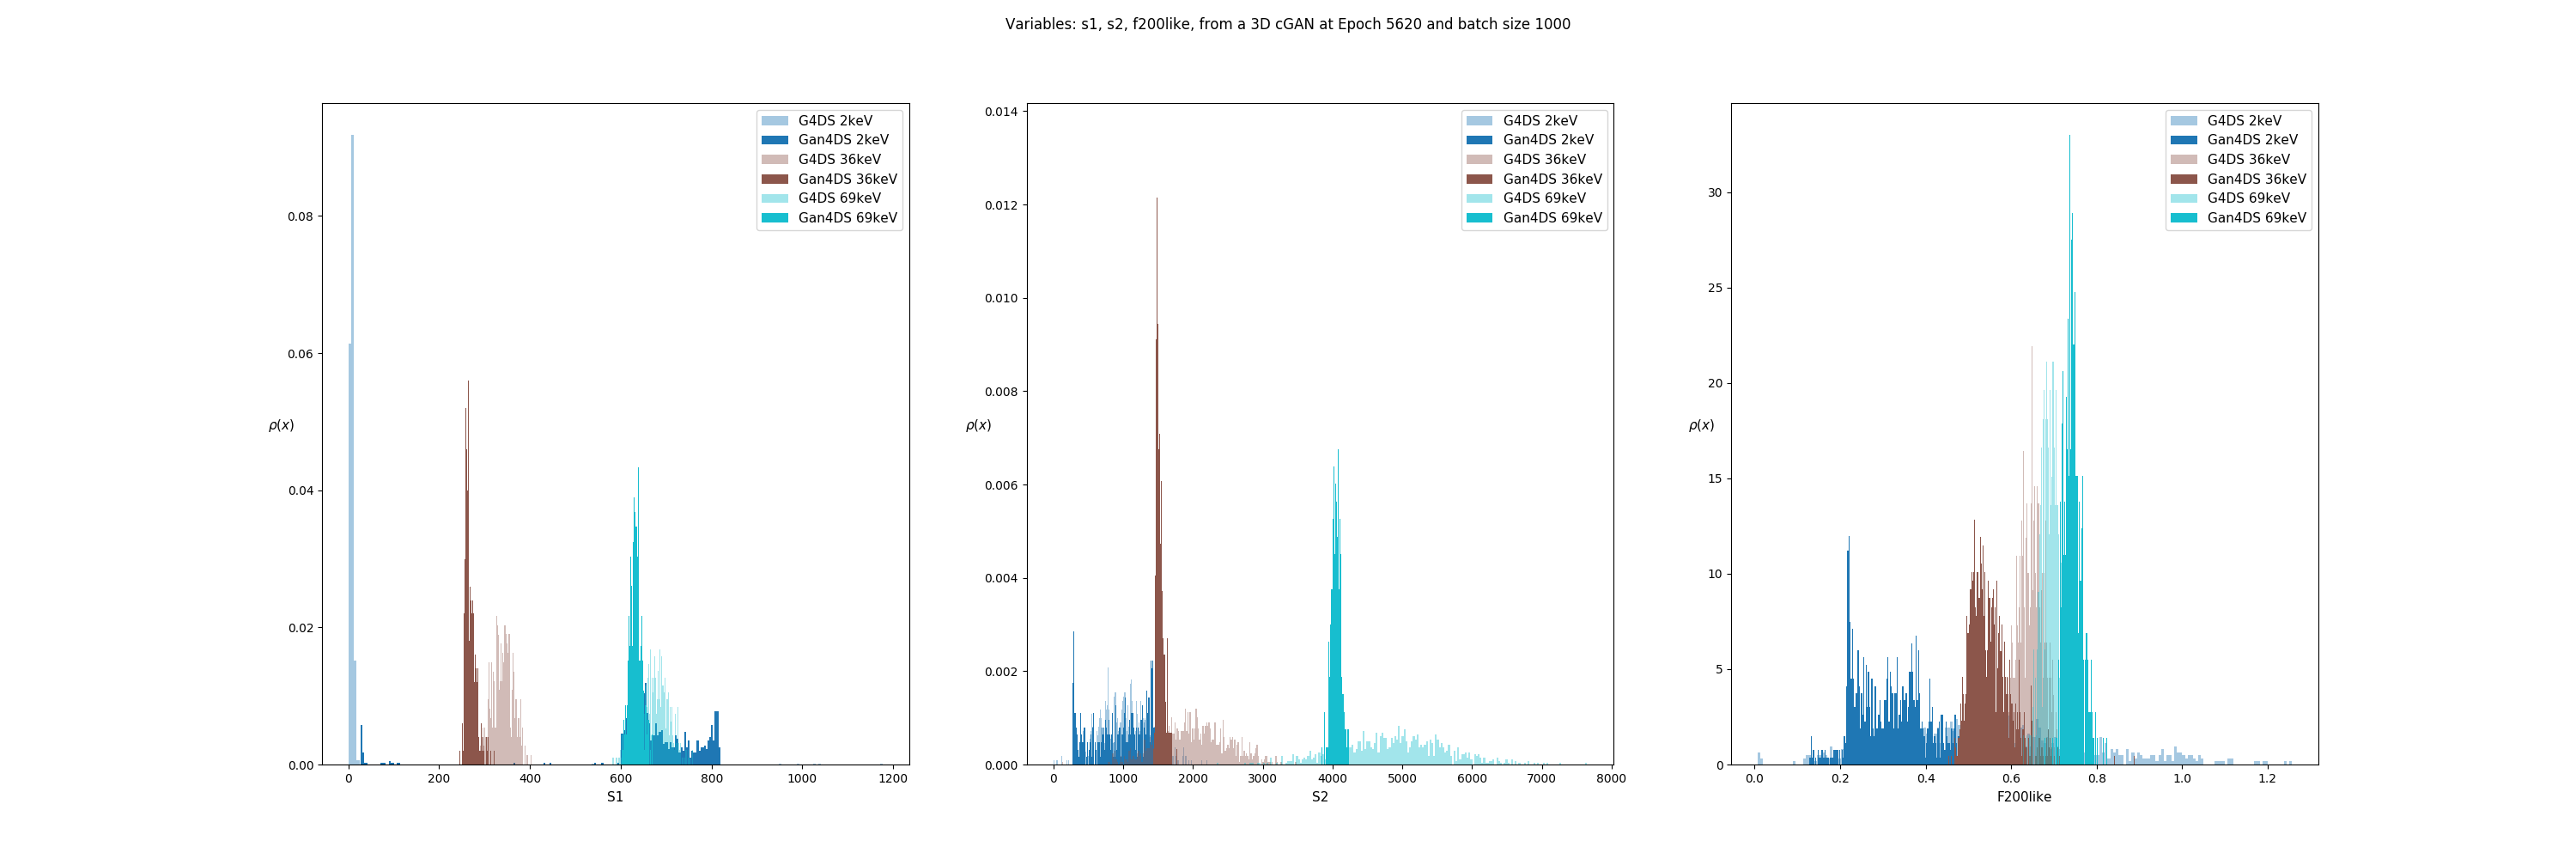 Variables: s1, s2, f200like, from a 3D cGAN at Epoch 5620 and batch size 1000
G4DS 2keV
Gan4DS 2keV
G4DS 36keV
Gan4DS 36keV
G4DS 69keV
Gan4DS 69keV
0.08
0.06
0.04
0.02
0.00
ρ(x)
0 200 400 600 800 1000 1200
S1
G4DS 2keV
Gan4DS 2keV
G4DS 36keV
Gan4DS 36keV
G4DS 69keV
Gan4DS 69keV
0.014
0.012
0.010
0.008
0.006
0.004
0.002
0.000
ρ(x)
0 1000 2000 3000 4000 5000 6000 7000 8000
S2
G4DS 2keV
Gan4DS 2keV
G4DS 36keV
Gan4DS 36keV
G4DS 69keV
Gan4DS 69keV
30
25
20
15
10
5
0
ρ(x)
0.0 0.2 0.4 0.6 0.8 1.0 1.2
F200like